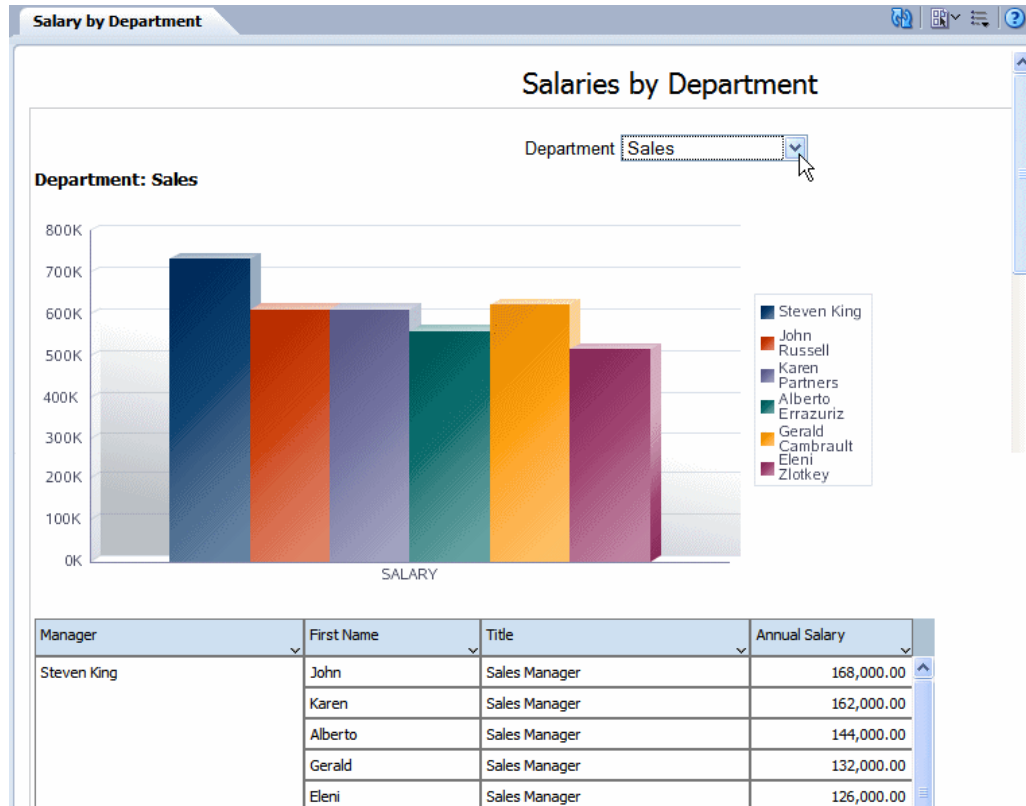 Salary by Department
?
Salaries by Department
Department Sales
Department: Sales
800K
700K
600K
500K
400K
300K
200K
100K
0K
SALARY
Steven King
John
Russell
Karen
Partners
Alberto
Errazuriz
Gerald
Cambrault
Eleni
Zlotkey
Manager First Name Title Annual Salary
Steven King John Sales Manager 168,000.00
Karen Sales Manager 162,000.00
Alberto Sales Manager 144,000.00
Gerald Sales Manager 132,000.00
Eleni Sales Manager 126,000.00